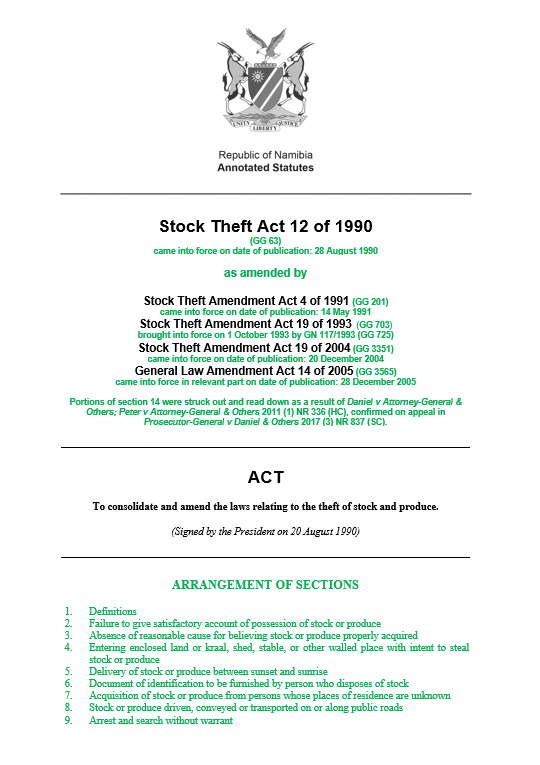 UNITY LIBERTY JUSTICE
Republic of Namibia
Annotated Statutes
Stock Theft Act 12 of 1990
(GG 63)
came into force on date of publication: 28 August 1990
as amended by
Stock Theft Amendment Act 4 of 1991 (GG 201)
came into force on date of publication: 14 May 1991
Stock Theft Amendment Act 19 of 1993 (GG 703)
brought into force on 1 October 1993 by GN 117/1993 (GG 725)
Stock Theft Amendment Act 19 of 2004 (GG 3351)
came into force on date of publication: 20 December 2004
General Law Amendment Act 14 of 2005 (GG 3565)
came into force in relevant part on date of publication: 28 December 2005
Portions of section 14 were struck out and read down as a result of Daniel v Attorney-General &
Others; Peter v Attorney-General & Others 2011 (1) NR 336 (HC), confirmed on appeal in
Prosecutor-General v Daniel & Others 2017 (3) NR 837 (SC).
ACT
To consolidate and amend the laws relating to the theft of stock and produce.
(Signed by the President on 20 August 1990)
ARRANGEMENT OF SECTIONS
1. Definitions
2. Failure to give satisfactory account of possession of stock or produce
3. Absence of reasonable cause for believing stock or produce properly acquired
4. Entering enclosed land or kraal, shed, stable, or other walled place with intent to steal
stock or produce
5. Delivery of stock or produce between sunset and sunrise
6. Document of identification to be furnished by person who disposes of stock
7. Acquisition of stock or produce from persons whose places of residence are unknown
8. Stock or produce driven, conveyed or transported on or along public roads
9. Arrest and search without warrant